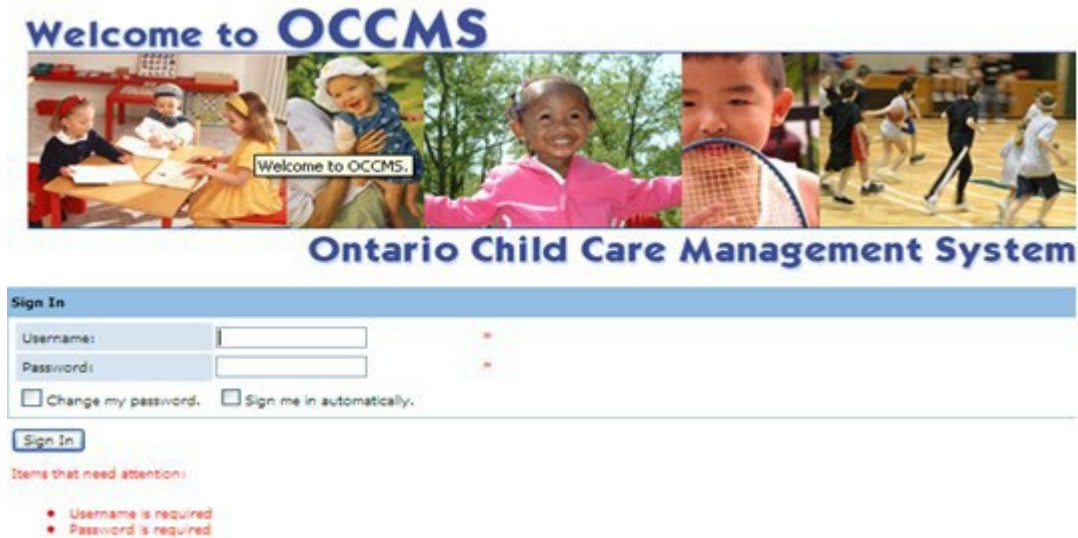 Welcome to OCCMS
Welcome to OCCMS.
Ontario Child Care Management System
Sign In
Username: *
Password: *
Change my password. Sign me in automatically.
Sign In
Items that need attention:
• Username is required
• Password is required